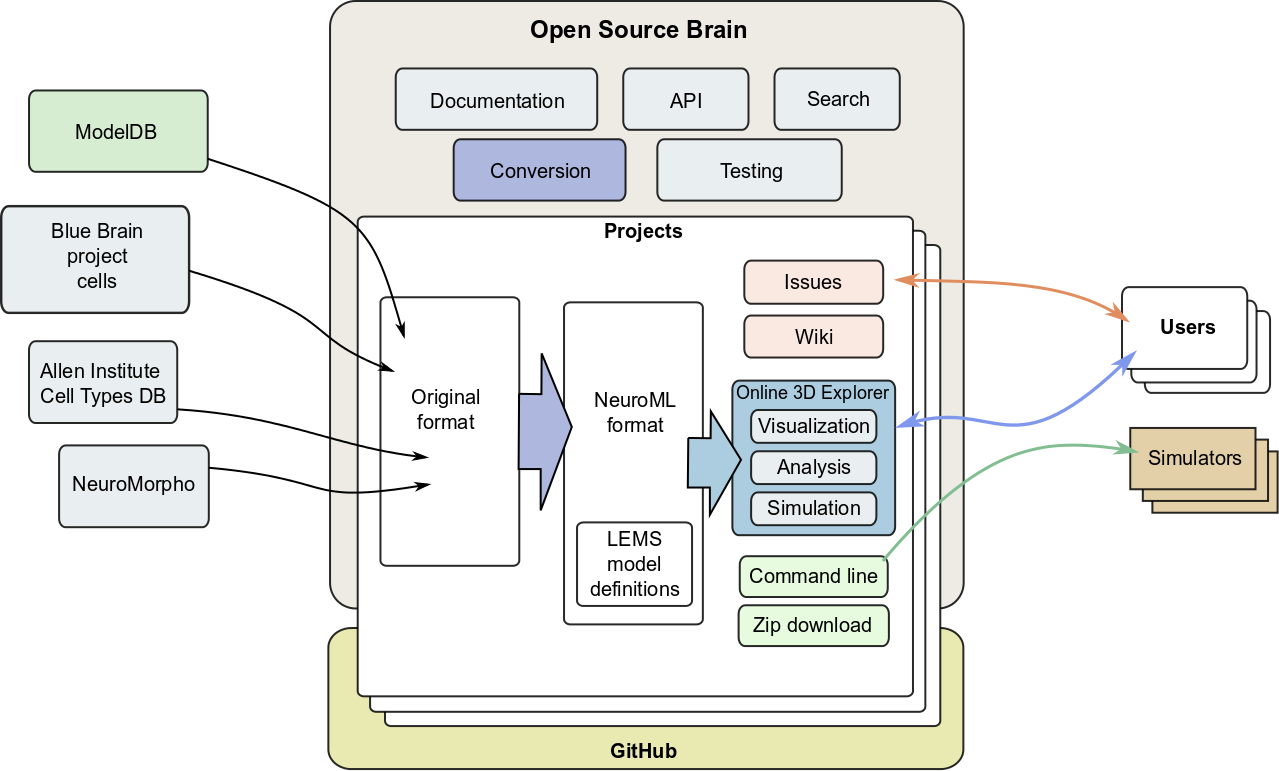 Open Source Brain
Documentation
API
Search
Conversion
Testing
ModelDB
Blue Brain
project
cells
Allen Institute
Cell Types DB
NeuroMorpho
Projects
Original
format
NeuroML
format
LEMS
model
definitions
Issues
Wiki
Online 3D Explorer
Visualization
Analysis
Simulation
Command line
Zip download
Users
Simulators
GitHub